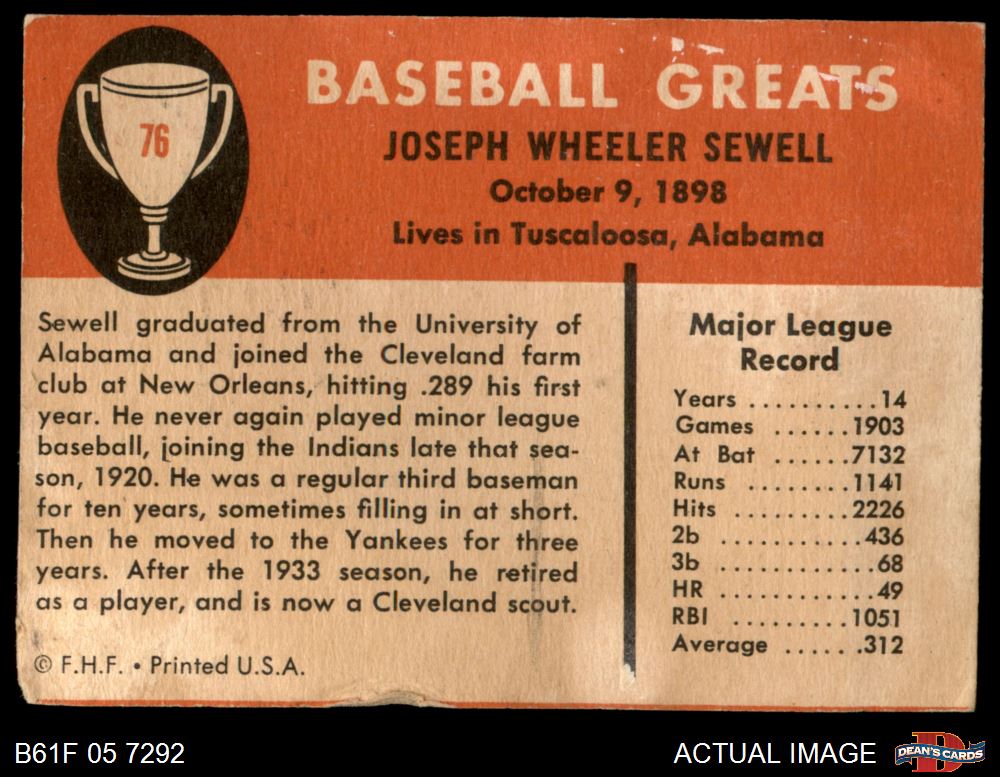 76
BASEBALL GREATS
JOSEPH WHEELER SEWELL
October 9, 1898
Lives in Tuscaloosa, Alabama
Sewell graduated from the University of
Alabama and joined the Cleveland farm
club at New Orleans, hitting .289 his first
year. He never again played minor league
baseball, joining the Indians late that sea-
son, 1920. He was a regular third baseman
for ten years, sometimes filling in at short.
Then he moved to the Yankees for three
years. After the 1933 season, he retired
as a player, and is now a Cleveland scout.
© F.H.F. • Printed U.S.A.
Major League
Record
Years ..........14
Games ......1903
At Bat ......7132
Runs ........1141
Hits .........2226
2b ...........436
3b ............68
HR ............49
RBI .........1051
Average ......312
B61F 05 7292
ACTUAL IMAGE
D
DEAN'S CARDS